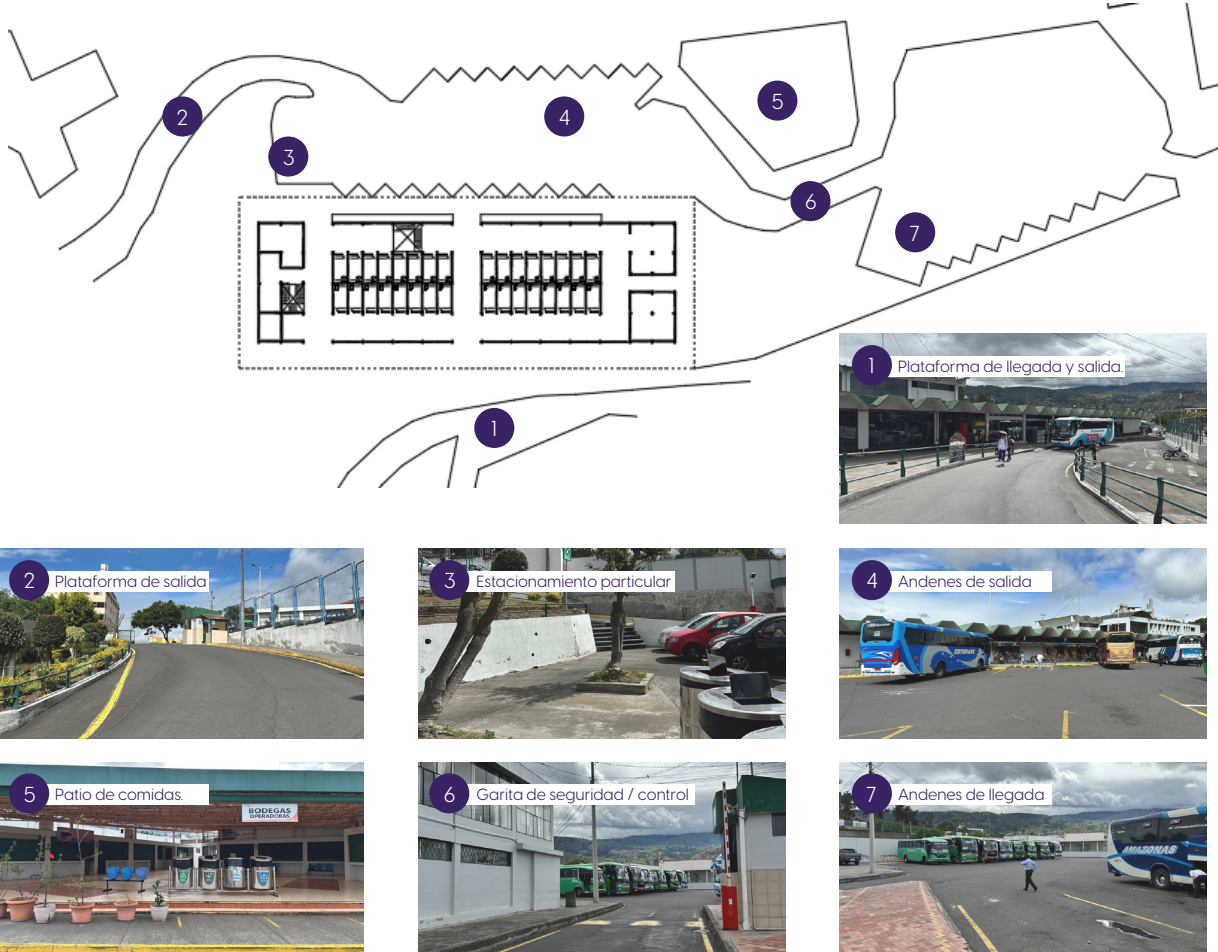 2
3
4
5
6
7
1
1 Plataforma de llegada y salida.
2 Plataforma de salida
3 Estacionamiento particular
4 Andenes de salida
COTOPAXI
5 Patio de comidas.
BODEGAS
OPERADORAS
6 Garita de seguridad / control
7 Andenes de llegada
AMAZONAS